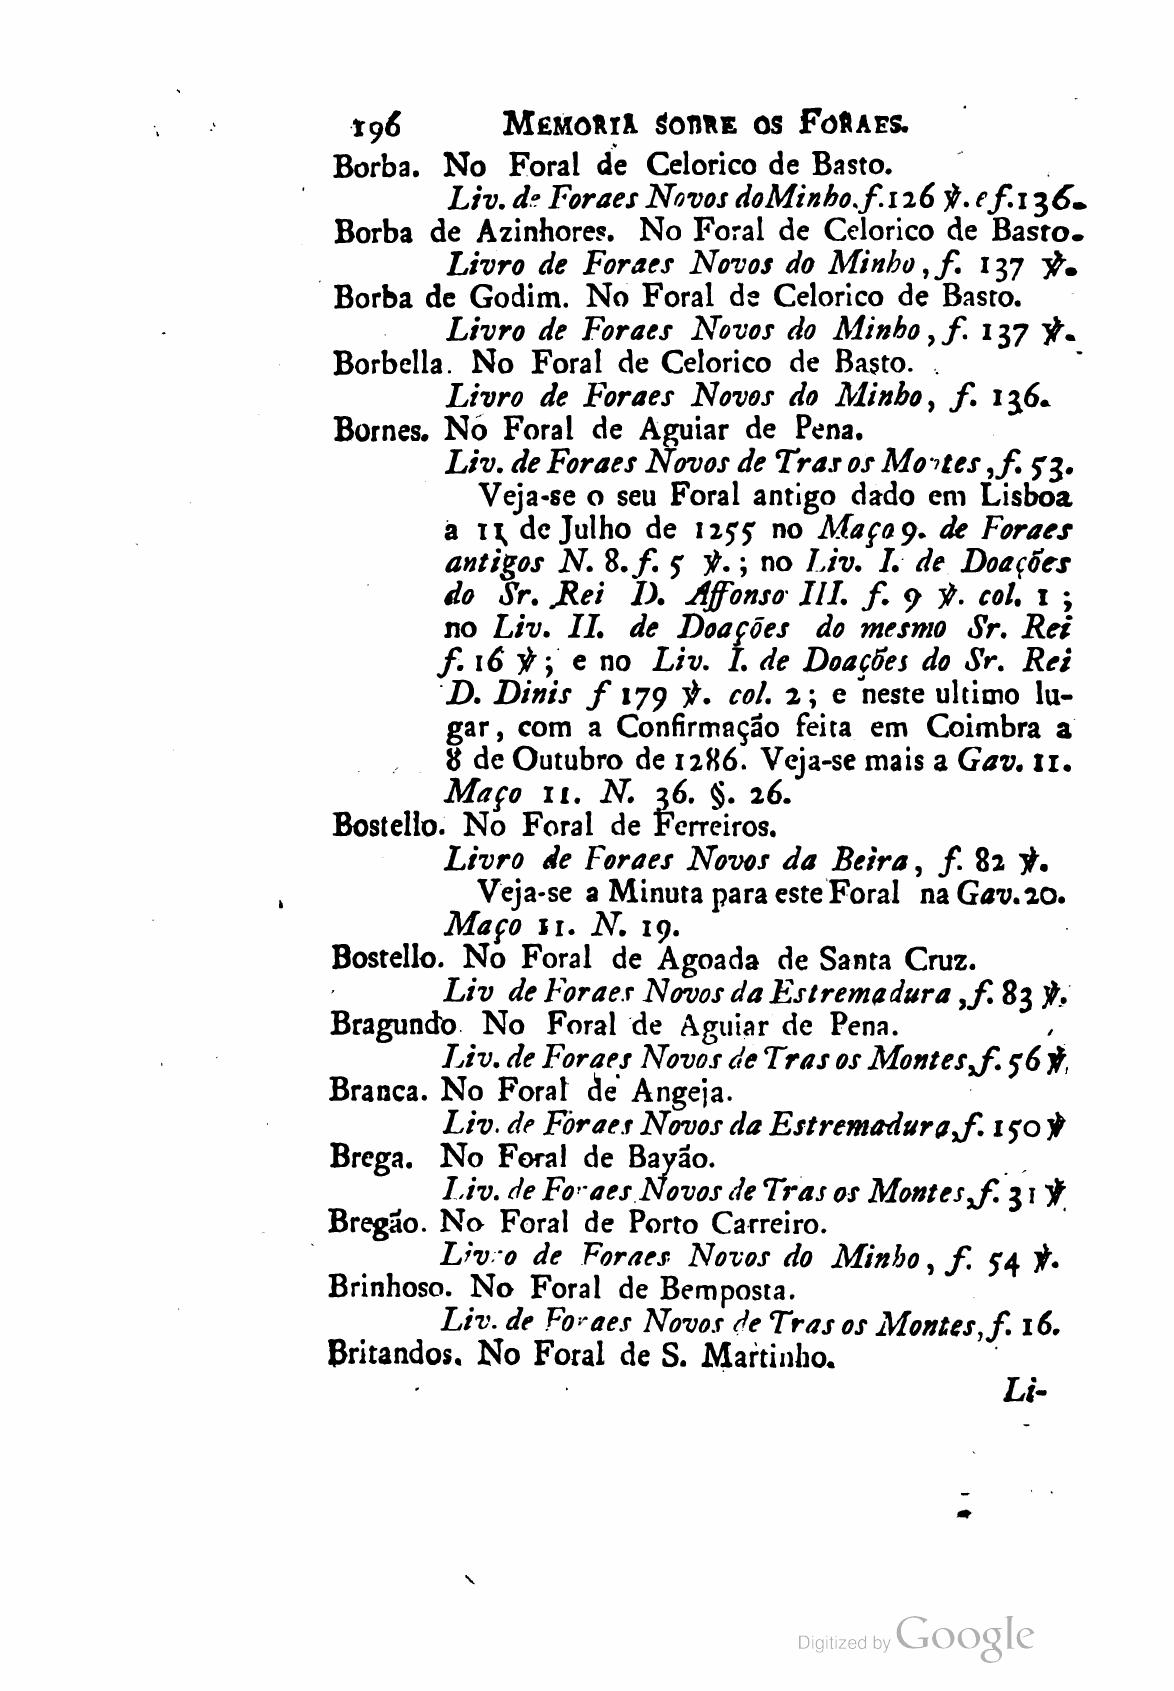 196 MEMORIA SOBRE OS FORAES.
Borba. No Foral de Celorico de Basto.
Liv. de Foraes Novos do Minho, f. 126 ℣. e f. 136.
Borba de Azinhores. No Foral de Celorico de Basto.
Livro de Foraes Novos do Minho, f. 137 ℣.
Borba de Godim. No Foral de Celorico de Basto.
Livro de Foraes Novos do Minho, f. 137 ℣.
Borbella. No Foral de Celorico de Basto.
Livro de Foraes Novos do Minho, f. 136.
Bornes. No Foral de Aguiar de Pena.
Liv. de Foraes Novos de Tras os Montes, f. 53.
Veja-se o seu Foral antigo dado em Lisboa
a de Julho de 1255 no Maço 9. de Foraes
antigos N. 8. f. 5 ℣.; no Liv. I. de Doações
do Sr. Rei D. Affonso III. f. 9 ℣. col. 1;
no Liv. II. de Doações do mesmo Sr. Rei
f. 16 ℣; e no Liv. I. de Doações do Sr. Rei
D. Dinis f 179 ℣. col. 2; e neste ultimo lu-
gar, com a Confirmação feita em Coimbra a
8 de Outubro de 1286. Veja-se mais a Gav. 11.
Maço 11. N. 36. §. 26.
Bostello. No Foral de Ferreiros.
Livro de Foraes Novos da Beira, f. 82 ℣.
Veja-se a Minuta para este Foral na Gav. 20.
Maço 11. N. 19.
Bostello. No Foral de Agoada de Santa Cruz.
Liv de Foraes Novos da Estremadura, f. 83 ℣.
Bragundo. No Foral de Aguiar de Pena.
Liv. de Foraes Novos de Tras os Montes, f. 56 ℣.
Branca. No Foral de Angeja.
Liv. de Foraes Novos da Estremadura, f. 150 ℣
Brega. No Foral de Bayão.
Liv. de Foraes Novos de Tras os Montes, f. 31 ℣.
Bregão. No Foral de Porto Carreiro.
Livro de Foraes Novos do Minho, f. 54 ℣.
Brinhoso. No Foral de Bemposta.
Liv. de Foraes Novos de Tras os Montes, f. 16.
Britandos. No Foral de S. Martinho.
Li-
Digitized by Google